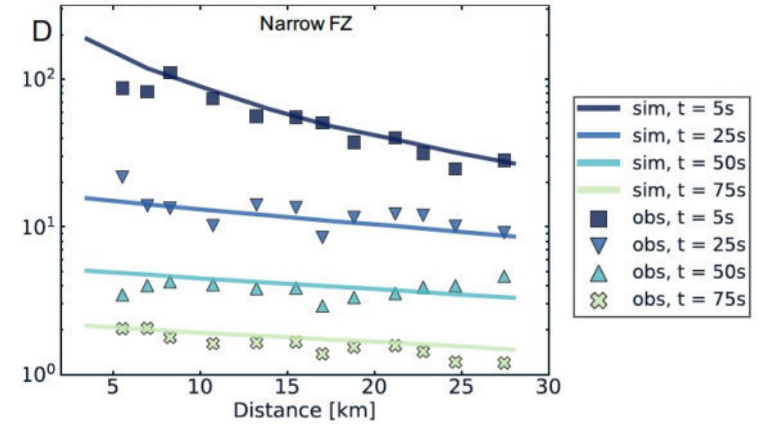 D
Narrow FZ
10²
10¹
10⁰
5 10 15 20 25 30
Distance [km]
sim, t = 5s
sim, t = 25s
sim, t = 50s
sim, t = 75s
obs, t = 5s
obs, t = 25s
obs, t = 50s
obs, t = 75s